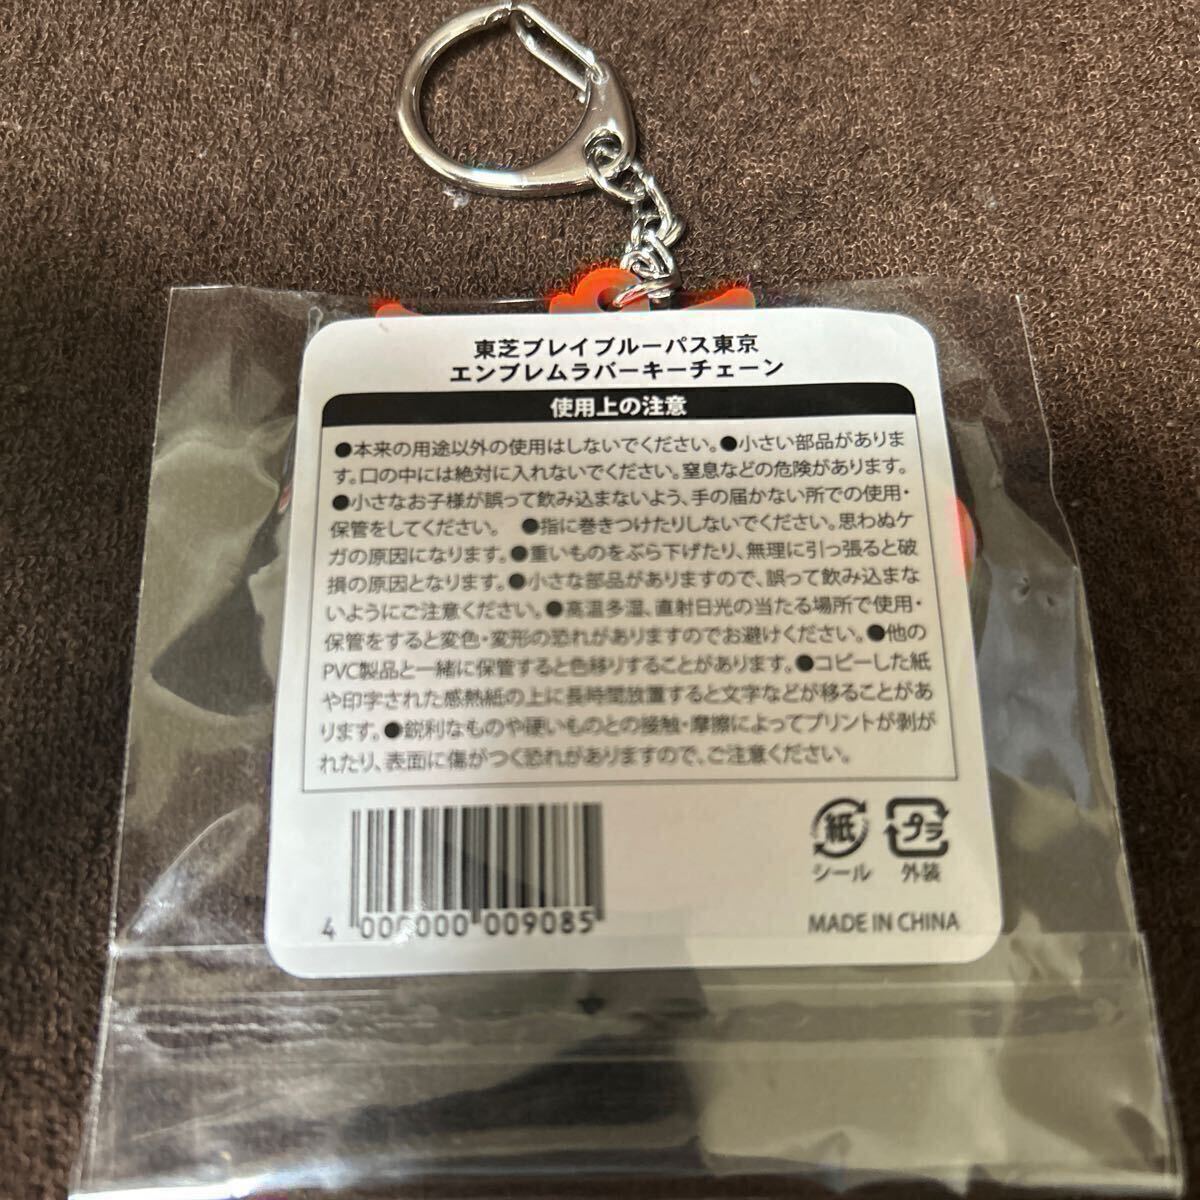 東芝ブレイブルーパス東京
エンブレムラバーキーチェーン
使用上の注意
●本来の用途以外の使用はしないでください。●小さい部品がありま
す。口の中には絶対に入れないでください。窒息などの危険があります。
●小さなお子様が誤って飲み込まないよう、手の届かない所での使用・
保管をしてください。 ●指に巻きつけたりしないでください。思わぬケ
ガの原因になります。●重いものをぶら下げたり、無理に引っ張ると破
損の原因となります。●小さな部品がありますので、誤って飲み込まな
いようにご注意ください。●高温多湿、直射日光の当たる場所で使用・
保管をすると変色・変形の恐れがありますのでお避けください。●他の
PVC製品と一緒に保管すると色移りすることがあります。●コピーした紙
や印字された感熱紙の上に長時間放置すると文字などが移ることがあ
ります。●鋭利なものや硬いものとの接触・摩擦によってプリントが剥が
れたり、表面に傷がつく恐れがありますので、ご注意ください。
紙 プラ
シール 外装
4 000000 009085
MADE IN CHINA